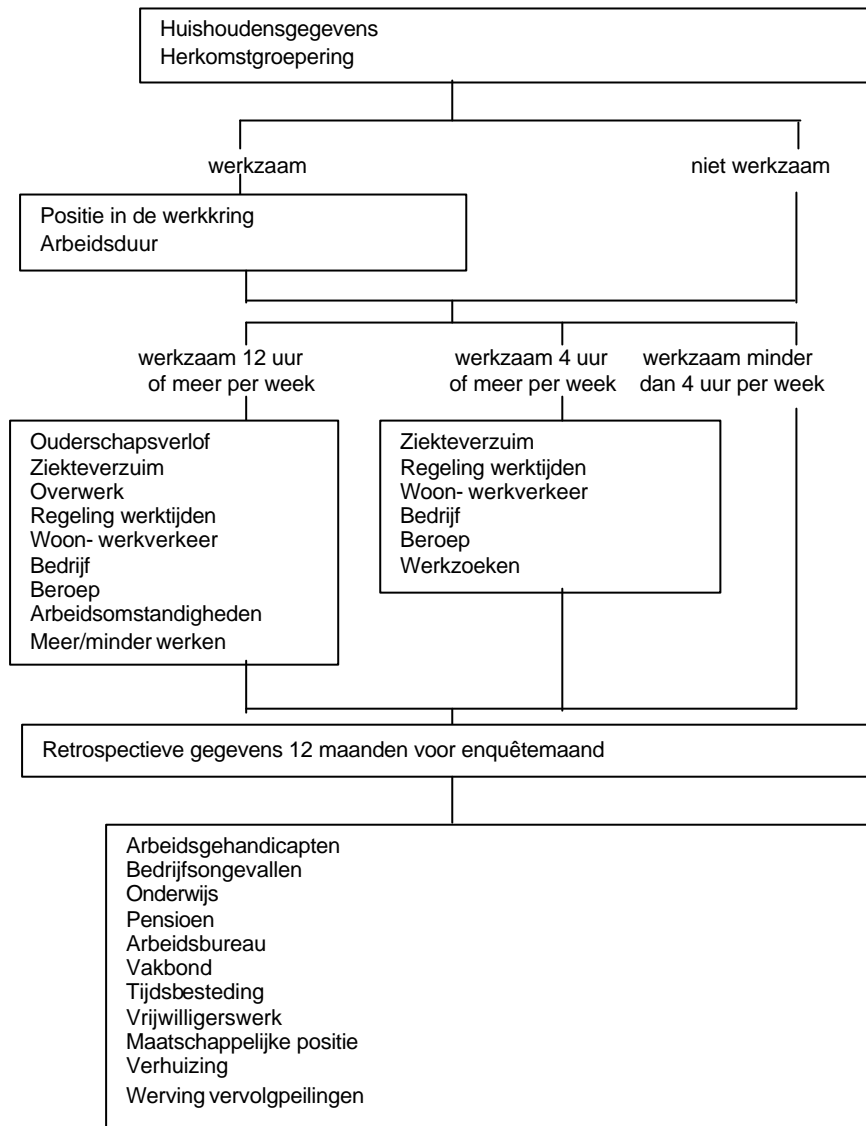 Huishoudensgegevens
Herkomstgroepering
werkzaam
niet werkzaam
Positie in de werkkring
Arbeidsduur
werkzaam 12 uur
of meer per week
werkzaam 4 uur
of meer per week
werkzaam minder
dan 4 uur per week
Ouderschapsverlof
Ziekteverzuim
Overwerk
Regeling werktijden
Woon- werkverkeer
Bedrijf
Beroep
Arbeidsomstandigheden
Meer/minder werken
Ziekteverzuim
Regeling werktijden
Woon- werkverkeer
Bedrijf
Beroep
Werkzoeken
Retrospectieve gegevens 12 maanden voor enquêtemaand
Arbeidsgehandicapten
Bedrijfsongevallen
Onderwijs
Pensioen
Arbeidsbureau
Vakbond
Tijdsbesteding
Vrijwilligerswerk
Maatschappelijke positie
Verhuizing
Werving vervolgpeilingen